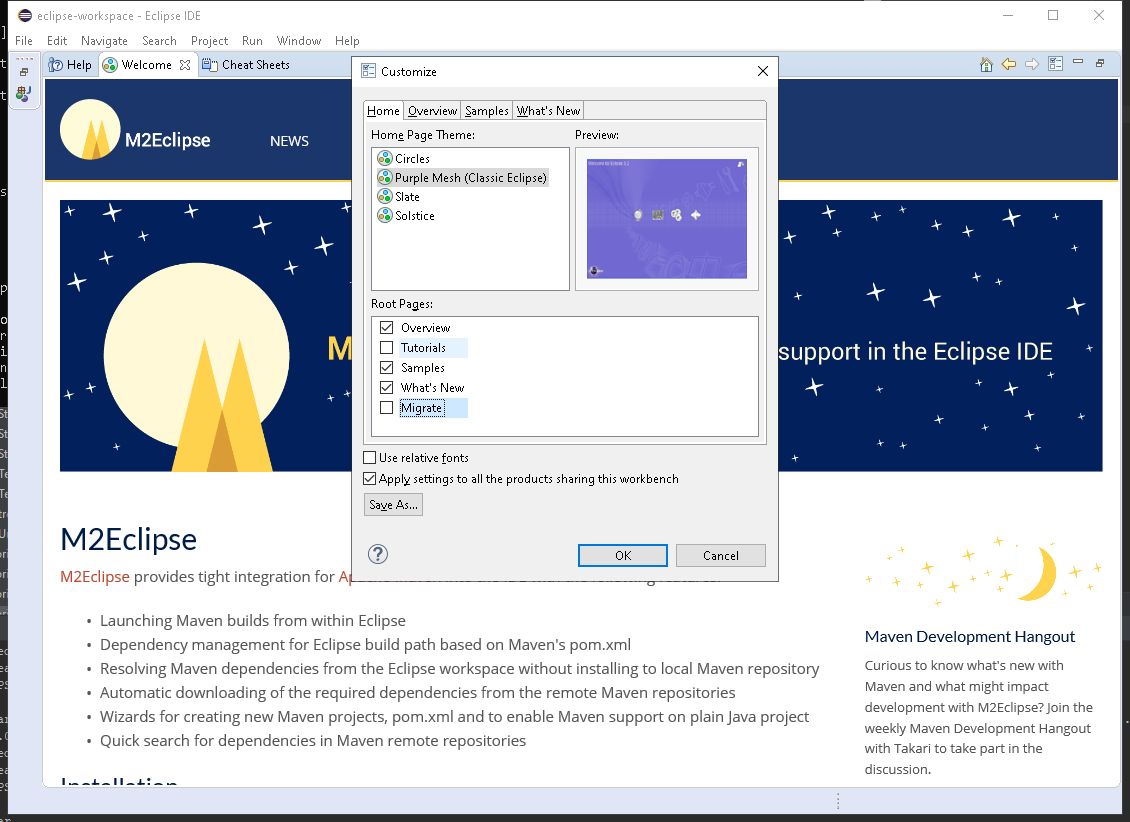 eclipse-workspace - Eclipse IDE
File Edit Navigate Search Project Run Window Help
Help Welcome Cheat Sheets
M2Eclipse NEWS
support in the Eclipse IDE
Customize
Home Overview Samples What's New
Home Page Theme: Preview:
Circles
Purple Mesh (Classic Eclipse)
Slate
Solstice
Root Pages:
Overview
Tutorials
Samples
What's New
Migrate
Use relative fonts
Apply settings to all the products sharing this workbench
Save As...
OK Cancel
M2Eclipse
M2Eclipse provides tight integration for
• Launching Maven builds from within Eclipse
• Dependency management for Eclipse build path based on Maven's pom.xml
• Resolving Maven dependencies from the Eclipse workspace without installing to local Maven repository
• Automatic downloading of the required dependencies from the remote Maven repositories
• Wizards for creating new Maven projects, pom.xml and to enable Maven support on plain Java project
• Quick search for dependencies in Maven remote repositories
Installation
Maven Development Hangout
Curious to know what's new with
Maven and what might impact
development with M2Eclipse? Join the
weekly Maven Development Hangout
with Takari to take part in the
discussion.